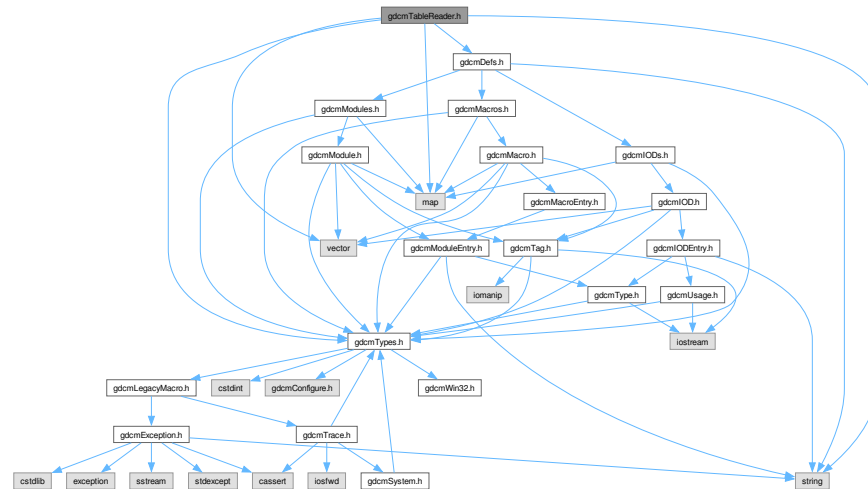 gdcmTableReader.h
gdcmDefs.h
gdcmModules.h
gdcmMacros.h
gdcmModule.h
gdcmMacro.h
gdcmIODs.h
map
gdcmMacroEntry.h
gdcmIOD.h
vector
gdcmModuleEntry.h
gdcmTag.h
gdcmIODEntry.h
iomanip
gdcmType.h
gdcmUsage.h
gdcmTypes.h
iostream
gdcmLegacyMacro.h
cstdint
gdcmConfigure.h
gdcmWin32.h
gdcmException.h
gdcmTrace.h
cstdlib
exception
sstream
stdexcept
cassert
iosfwd
gdcmSystem.h
string